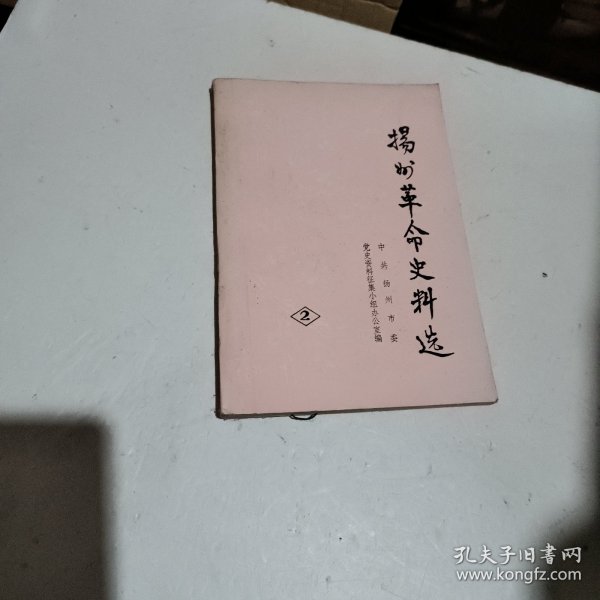 揚州革命史料选
中共扬州市委
党史资料征集小组办公室编
2
孔夫子旧书网
www.kongfz.com